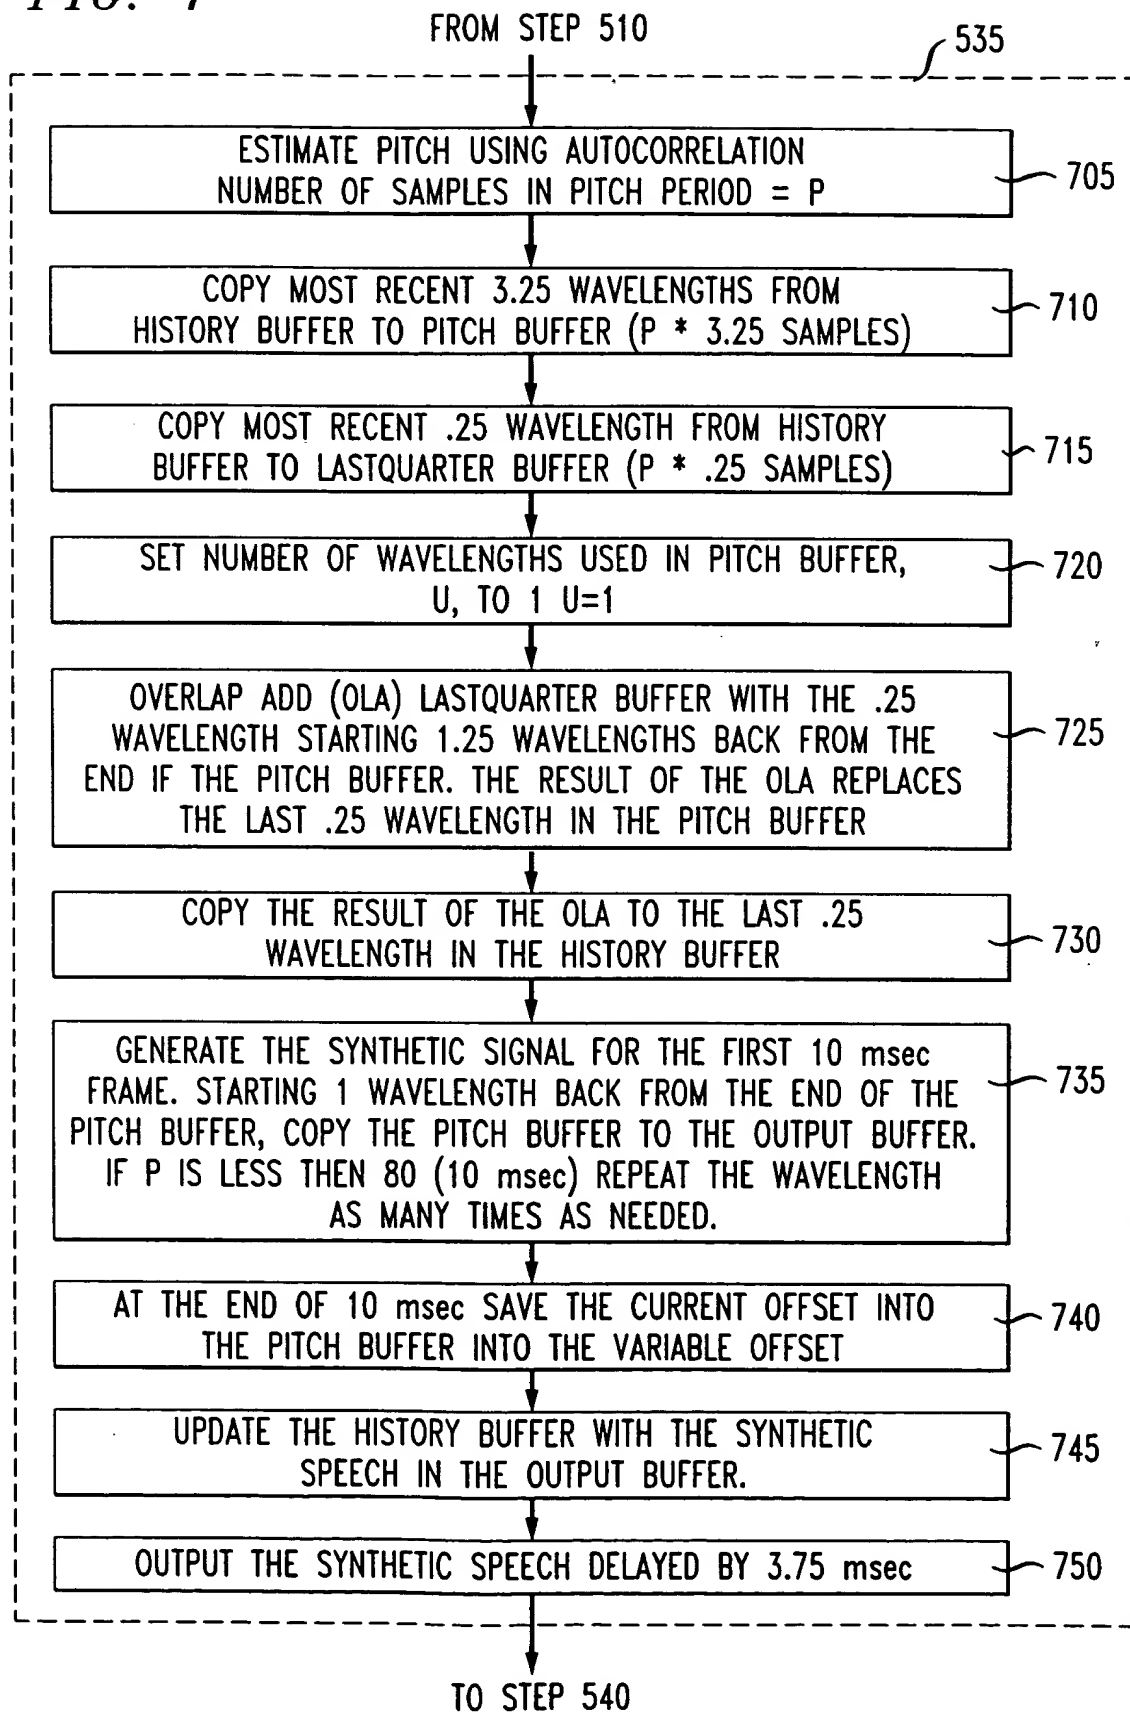 FIG. 7
FROM STEP 510
535
ESTIMATE PITCH USING AUTOCORRELATION
NUMBER OF SAMPLES IN PITCH PERIOD = P
705
COPY MOST RECENT 3.25 WAVELENGTHS FROM
HISTORY BUFFER TO PITCH BUFFER (P * 3.25 SAMPLES)
710
COPY MOST RECENT .25 WAVELENGTH FROM HISTORY
BUFFER TO LASTQUARTER BUFFER (P * .25 SAMPLES)
715
SET NUMBER OF WAVELENGTHS USED IN PITCH BUFFER,
U, TO 1 U=1
720
OVERLAP ADD (OLA) LASTQUARTER BUFFER WITH THE .25
WAVELENGTH STARTING 1.25 WAVELENGTHS BACK FROM THE
END IF THE PITCH BUFFER. THE RESULT OF THE OLA REPLACES
THE LAST .25 WAVELENGTH IN THE PITCH BUFFER
725
COPY THE RESULT OF THE OLA TO THE LAST .25
WAVELENGTH IN THE HISTORY BUFFER
730
GENERATE THE SYNTHETIC SIGNAL FOR THE FIRST 10 msec
FRAME. STARTING 1 WAVELENGTH BACK FROM THE END OF THE
PITCH BUFFER, COPY THE PITCH BUFFER TO THE OUTPUT BUFFER.
IF P IS LESS THEN 80 (10 msec) REPEAT THE WAVELENGTH
AS MANY TIMES AS NEEDED.
735
AT THE END OF 10 msec SAVE THE CURRENT OFFSET INTO
THE PITCH BUFFER INTO THE VARIABLE OFFSET
740
UPDATE THE HISTORY BUFFER WITH THE SYNTHETIC
SPEECH IN THE OUTPUT BUFFER.
745
OUTPUT THE SYNTHETIC SPEECH DELAYED BY 3.75 msec
750
TO STEP 540